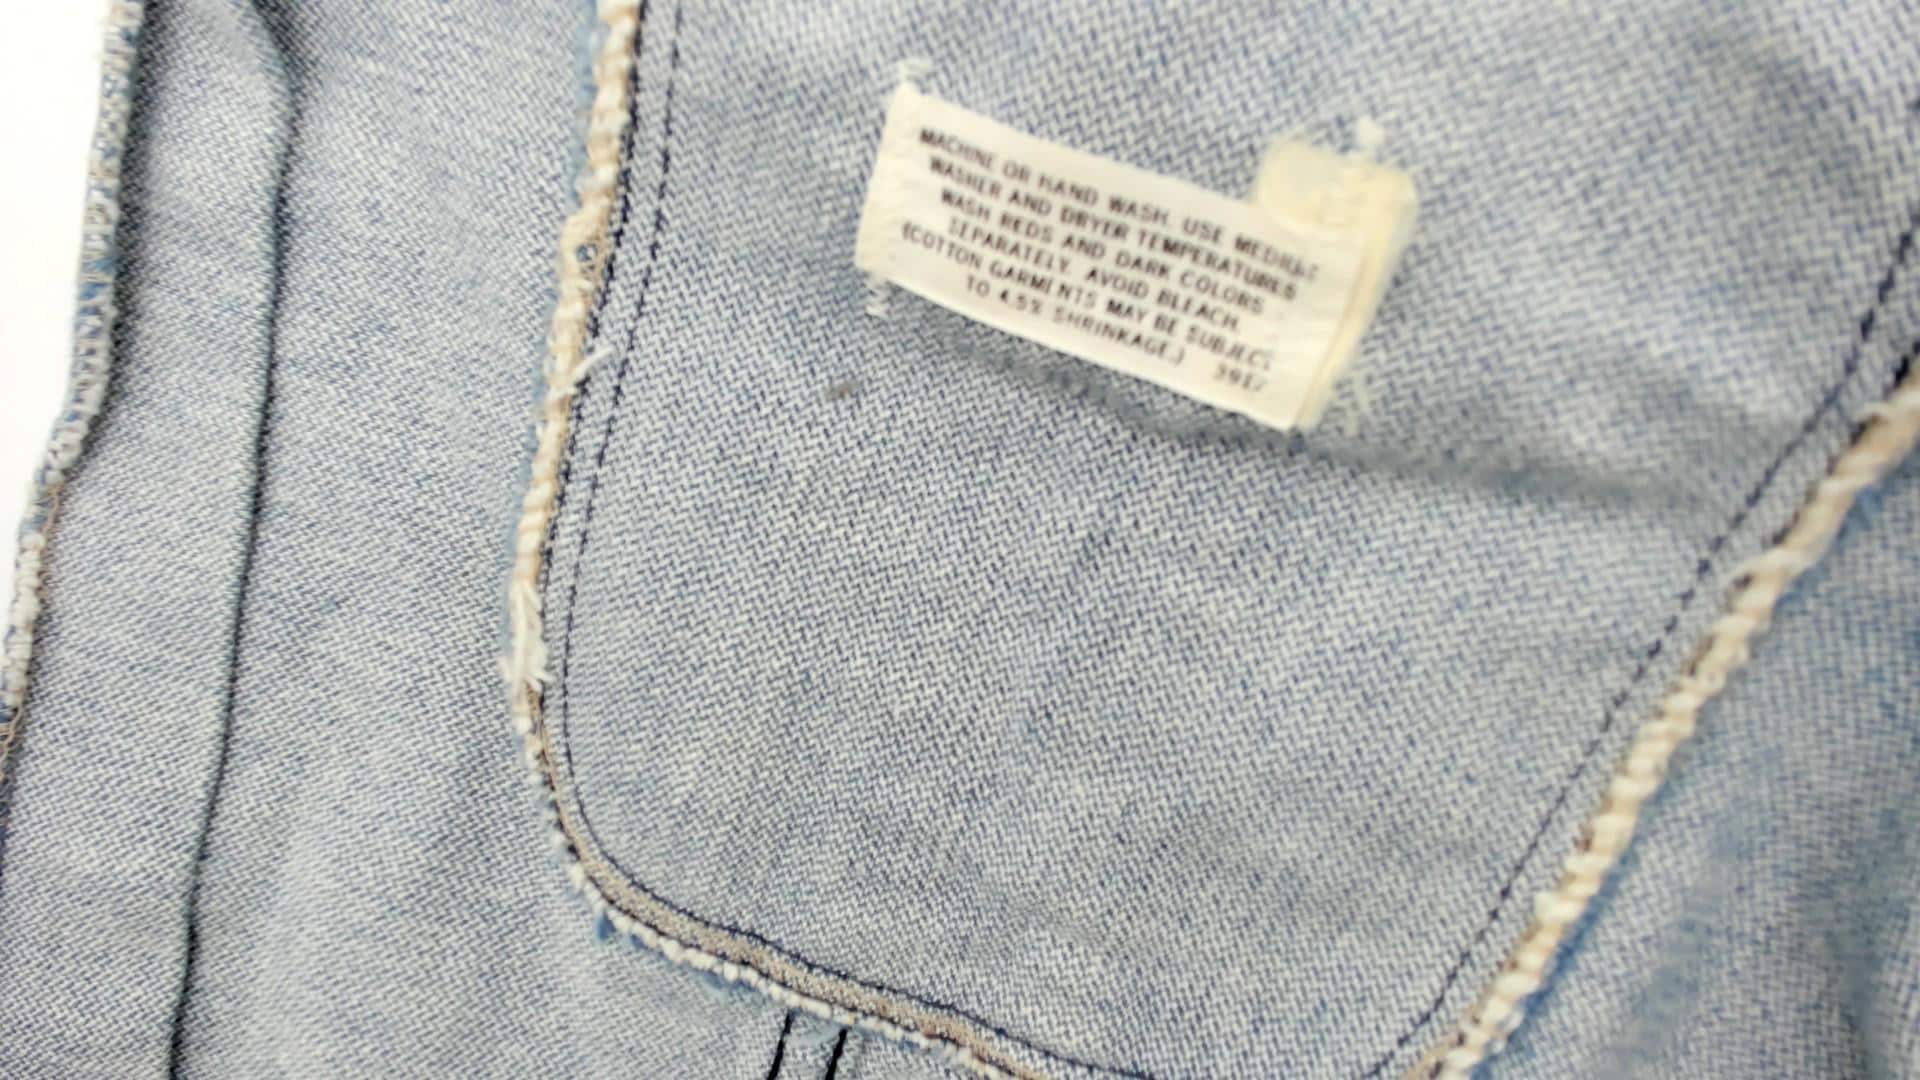 MACHINE OR HAND WASH. USE MEDIUM
WASHER AND DRYER TEMPERATURES
WASH REDS AND DARK COLORS
SEPARATELY. AVOID BLEACH.
(COTTON GARMENTS MAY BE SUBJECT
TO 4.5% SHRINKAGE.)